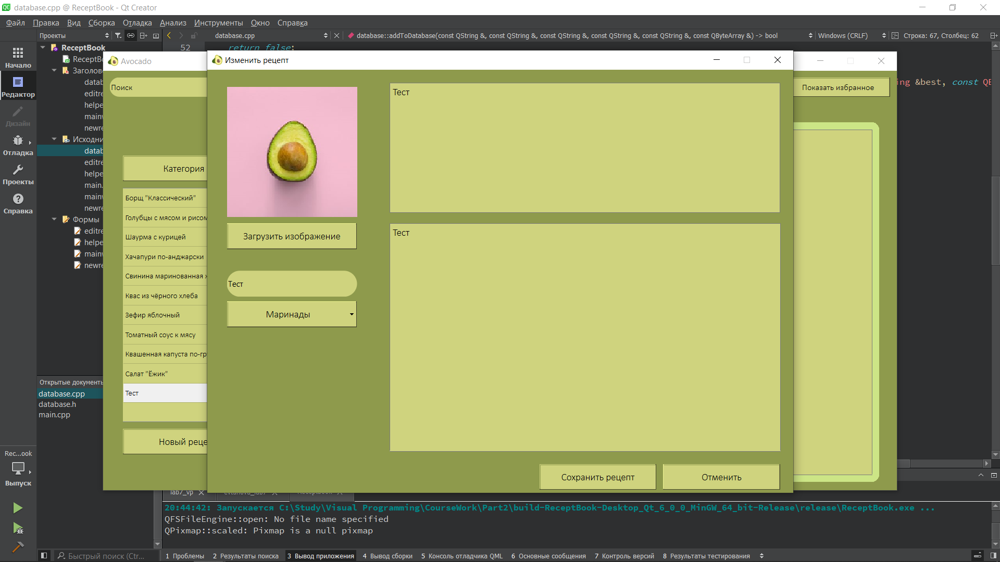 database.cpp @ ReceptBook - Qt Creator
Файл Правка Вид Сборка Отладка Анализ Инструменты Окно Справка
Проекты database.cpp database::addToDatabase(const QString &, const QString &, const QString &, const QString &, const QString &, const QByteArray &) -> bool Windows (CRLF) Строка: 67, Столбец: 62
Начало
Редактор
Дизайн
Отладка
Проекты
Справка
ReceptBook
ReceptBo
Заголов
datab
editre
helpe
mainw
newre
Исходни
datab
editre
helpe
main.
mainw
newre
Формы
editre
helpe
mainw
newre
Открытые документы
database.cpp
database.h
main.cpp
52 return false;
ing &best, const QB
Avocado
Поиск
Показать избранное
Категория
Борщ "Классический"
Голубцы с мясом и рисом
Шаурма с курицей
Хачапури по-анджарски
Свинина маринованная
Квас из чёрного хлеба
Зефир яблочный
Томатный соус к мясу
Квашенная капуста по-гр
Салат "Ёжик"
Тест
Новый реце
Изменить рецепт
Загрузить изображение
Тест
Маринады
Тест
Тест
Сохранить рецепт Отменить
lab7_vp
20:44:42: Запускается C:\Study\Visual Programming\CourseWork\Part2\build-ReceptBook-Desktop_Qt_6_0_0_MinGW_64_bit-Release\release\ReceptBook.exe ...
QFSFileEngine::open: No file name specified
QPixmap::scaled: Pixmap is a null pixmap
Rec...ook
Выпуск
Быстрый поиск (Ctr... 1 Проблемы 2 Результаты поиска 3 Вывод приложения 4 Вывод сборки 5 Консоль отладчика QML 6 Основные сообщения 7 Контроль версий 8 Результаты тестирования